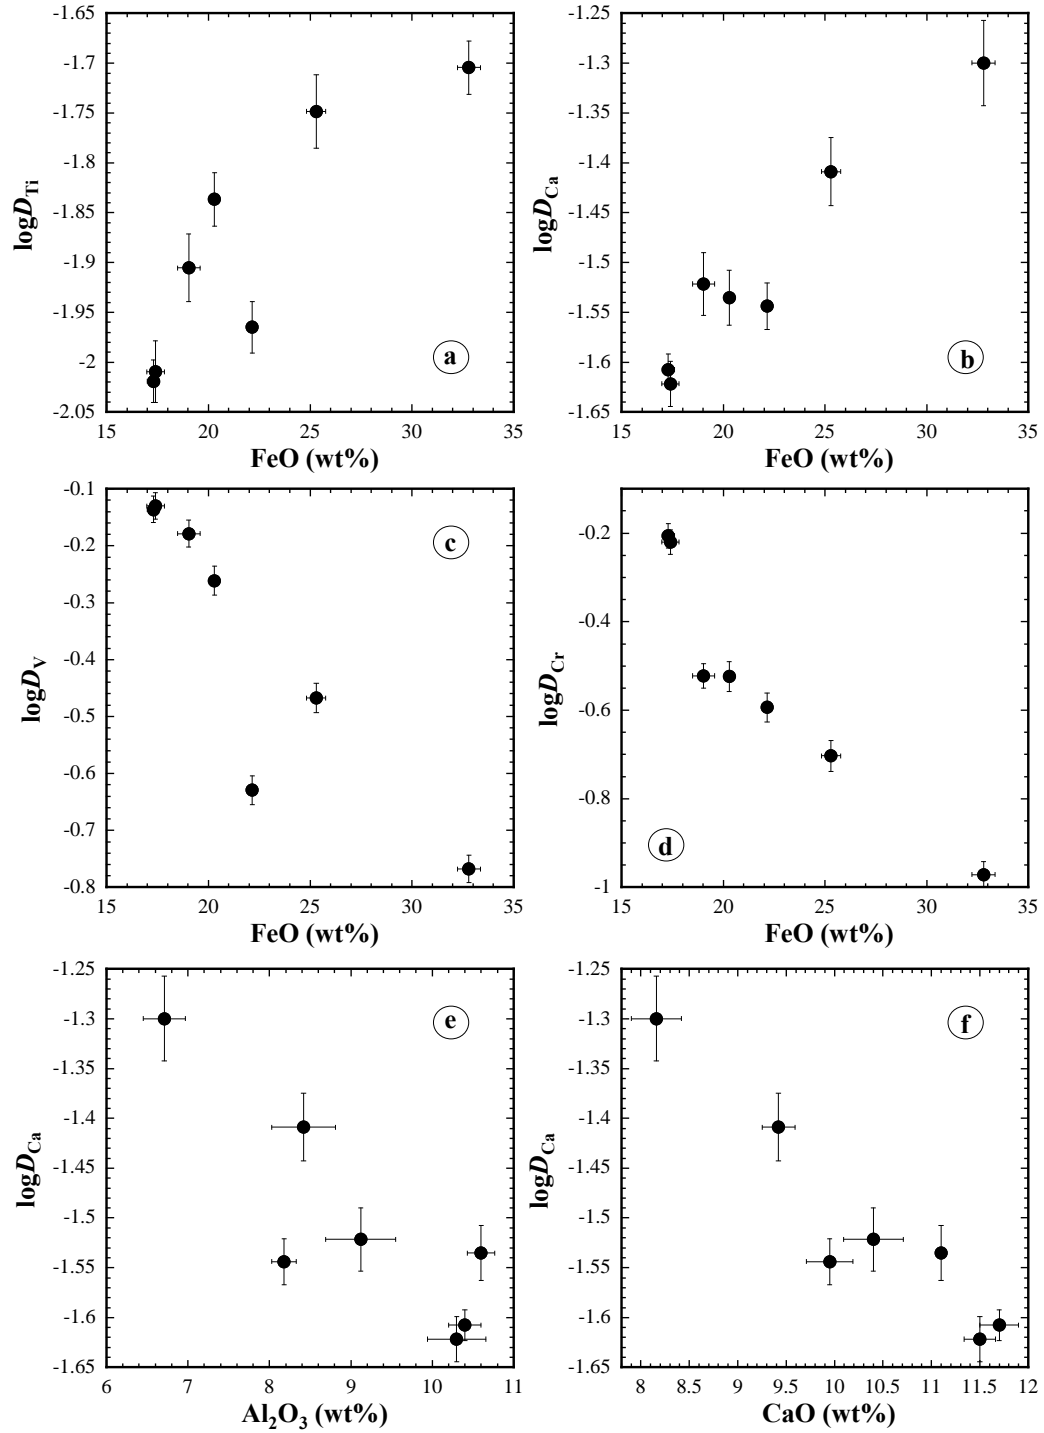 -1.65
-1.7
-1.75
-1.8
-1.85
-1.9
-1.95
-2
-2.05
15 20 25 30 35
logD_Ti
FeO (wt%)
a
-1.25
-1.3
-1.35
-1.4
-1.45
-1.5
-1.55
-1.6
-1.65
15 20 25 30 35
logD_Ca
FeO (wt%)
b
-0.1
-0.2
-0.3
-0.4
-0.5
-0.6
-0.7
-0.8
15 20 25 30 35
logD_V
FeO (wt%)
c
-0.2
-0.4
-0.6
-0.8
-1
15 20 25 30 35
logD_Cr
FeO (wt%)
d
-1.25
-1.3
-1.35
-1.4
-1.45
-1.5
-1.55
-1.6
-1.65
6 7 8 9 10 11
logD_Ca
Al₂O₃ (wt%)
e
-1.25
-1.3
-1.35
-1.4
-1.45
-1.5
-1.55
-1.6
-1.65
8 8.5 9 9.5 10 10.5 11 11.5 12
logD_Ca
CaO (wt%)
f